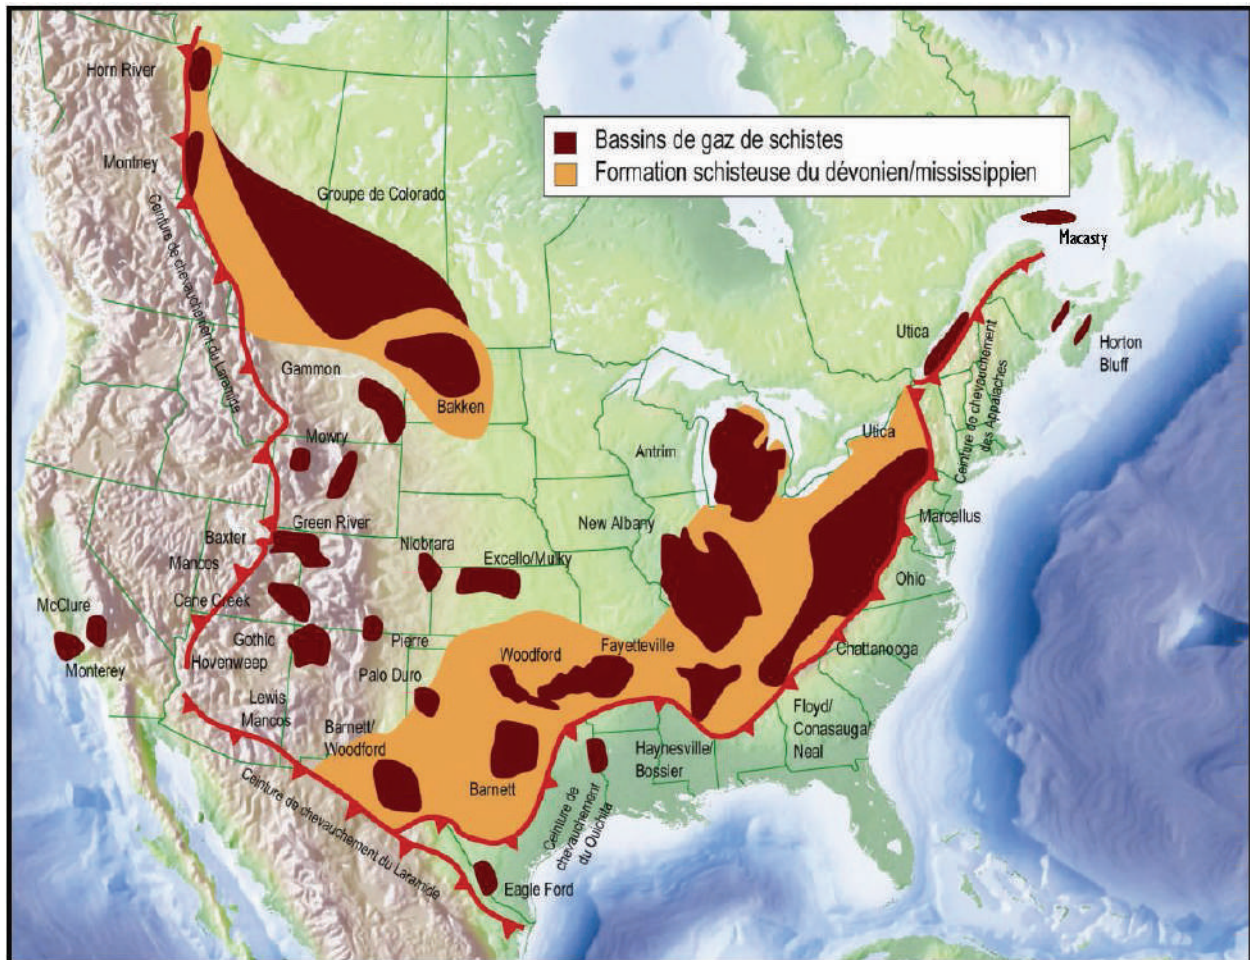 Horn River
Bassins de gaz de schistes
Formation schisteuse du dévonien/mississippien
Montney
Groupe de Colorado
Ceinture de chevauchement du Laramide
Macasty
Utica
Horton
Bluff
Gammon
Bakken
Ceinture de chevauchement
des Appalaches
Mowry
Utica
Antrim
Green River
New Albany
Marcellus
Baxter
Niobrara
Excello/Mulky
Mancos
Ohio
McClure
Cane Creek
Gothic
Pierre
Fayetteville
Chattanooga
Woodford
Hovenweep
Monterey
Palo Duro
Lewis
Mancos
Barnett/
Woodford
Floyd/
Conasauga/
Neal
Haynesville/
Bossier
Barnett
Ceinture de
chevauchement
du Ouichita
Ceinture de chevauchement du Laramide
Eagle Ford